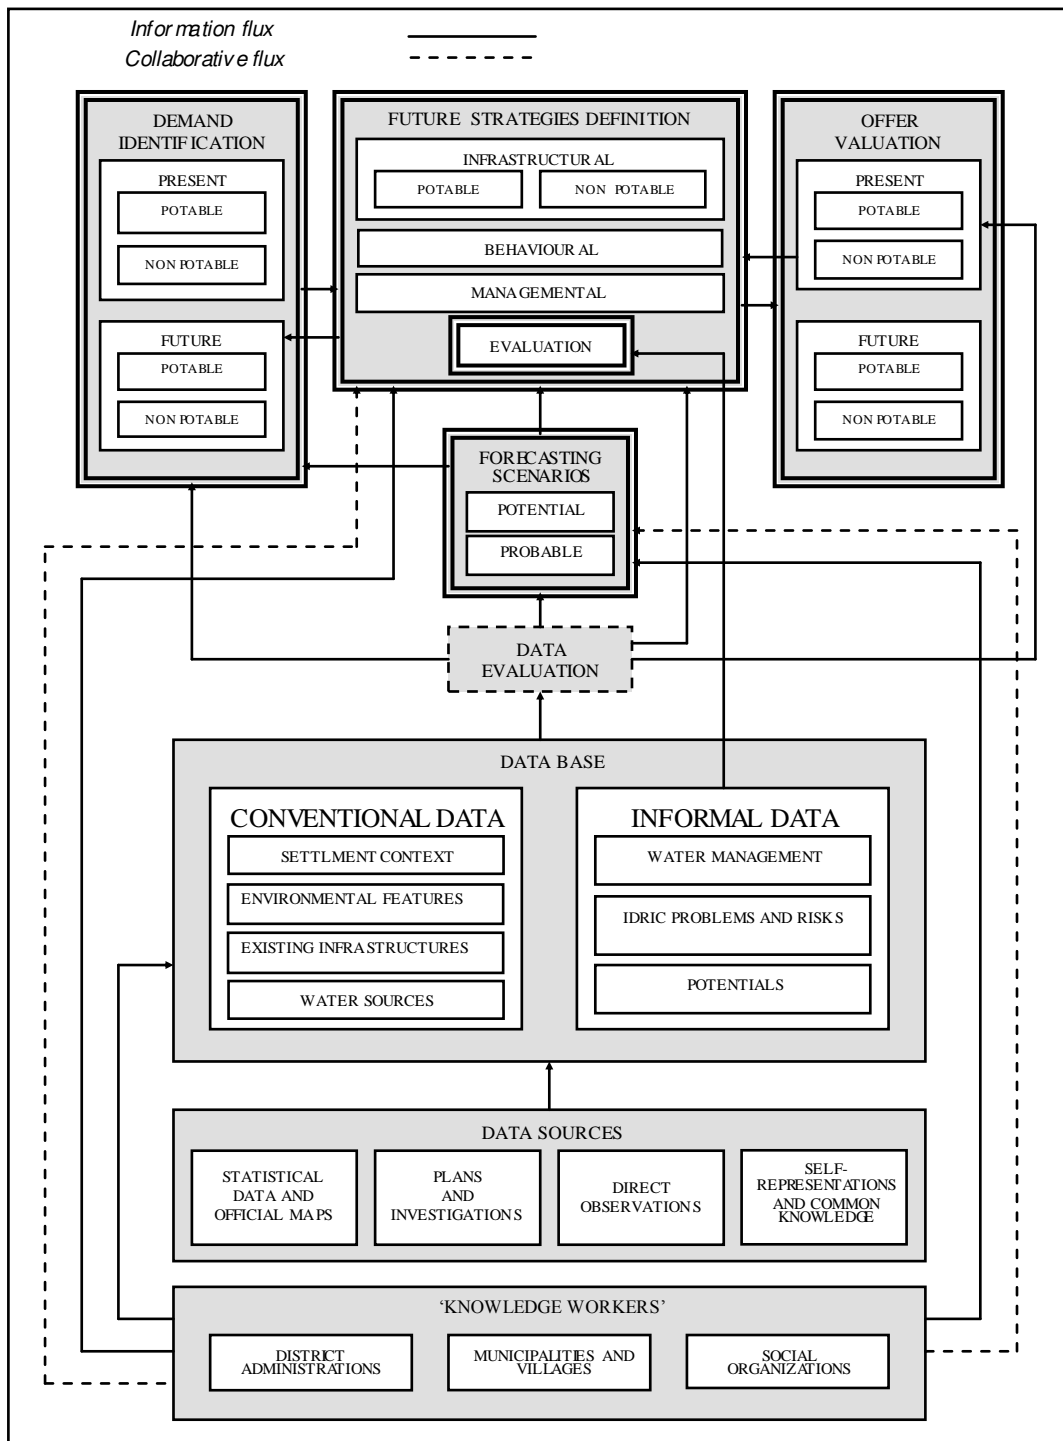 Information flux
Collaborative flux
DEMAND
IDENTIFICATION
PRESENT
POTABLE
NON POTABLE
FUTURE
POTABLE
NON POTABLE
FUTURE STRATEGIES DEFINITION
INFRASTRUCTURAL
POTABLE
NON POTABLE
BEHAVIOURAL
MANAGEMENTAL
EVALUATION
OFFER
VALUATION
PRESENT
POTABLE
NON POTABLE
FUTURE
POTABLE
NON POTABLE
FORECASTING
SCENARIOS
POTENTIAL
PROBABLE
DATA
EVALUATION
DATA BASE
CONVENTIONAL DATA
SETTLMENT CONTEXT
ENVIRONMENTAL FEATURES
EXISTING INFRASTRUCTURES
WATER SOURCES
INFORMAL DATA
WATER MANAGEMENT
IDRIC PROBLEMS AND RISKS
POTENTIALS
DATA SOURCES
STATISTICAL
DATA AND
OFFICIAL MAPS
PLANS
AND
INVESTIGATIONS
DIRECT
OBSERVATIONS
SELF-
REPRESENTATIONS
AND COMMON
KNOWLEDGE
'KNOWLEDGE WORKERS'
DISTRICT
ADMINISTRATIONS
MUNICIPALITIES AND
VILLAGES
SOCIAL
ORGANIZATIONS